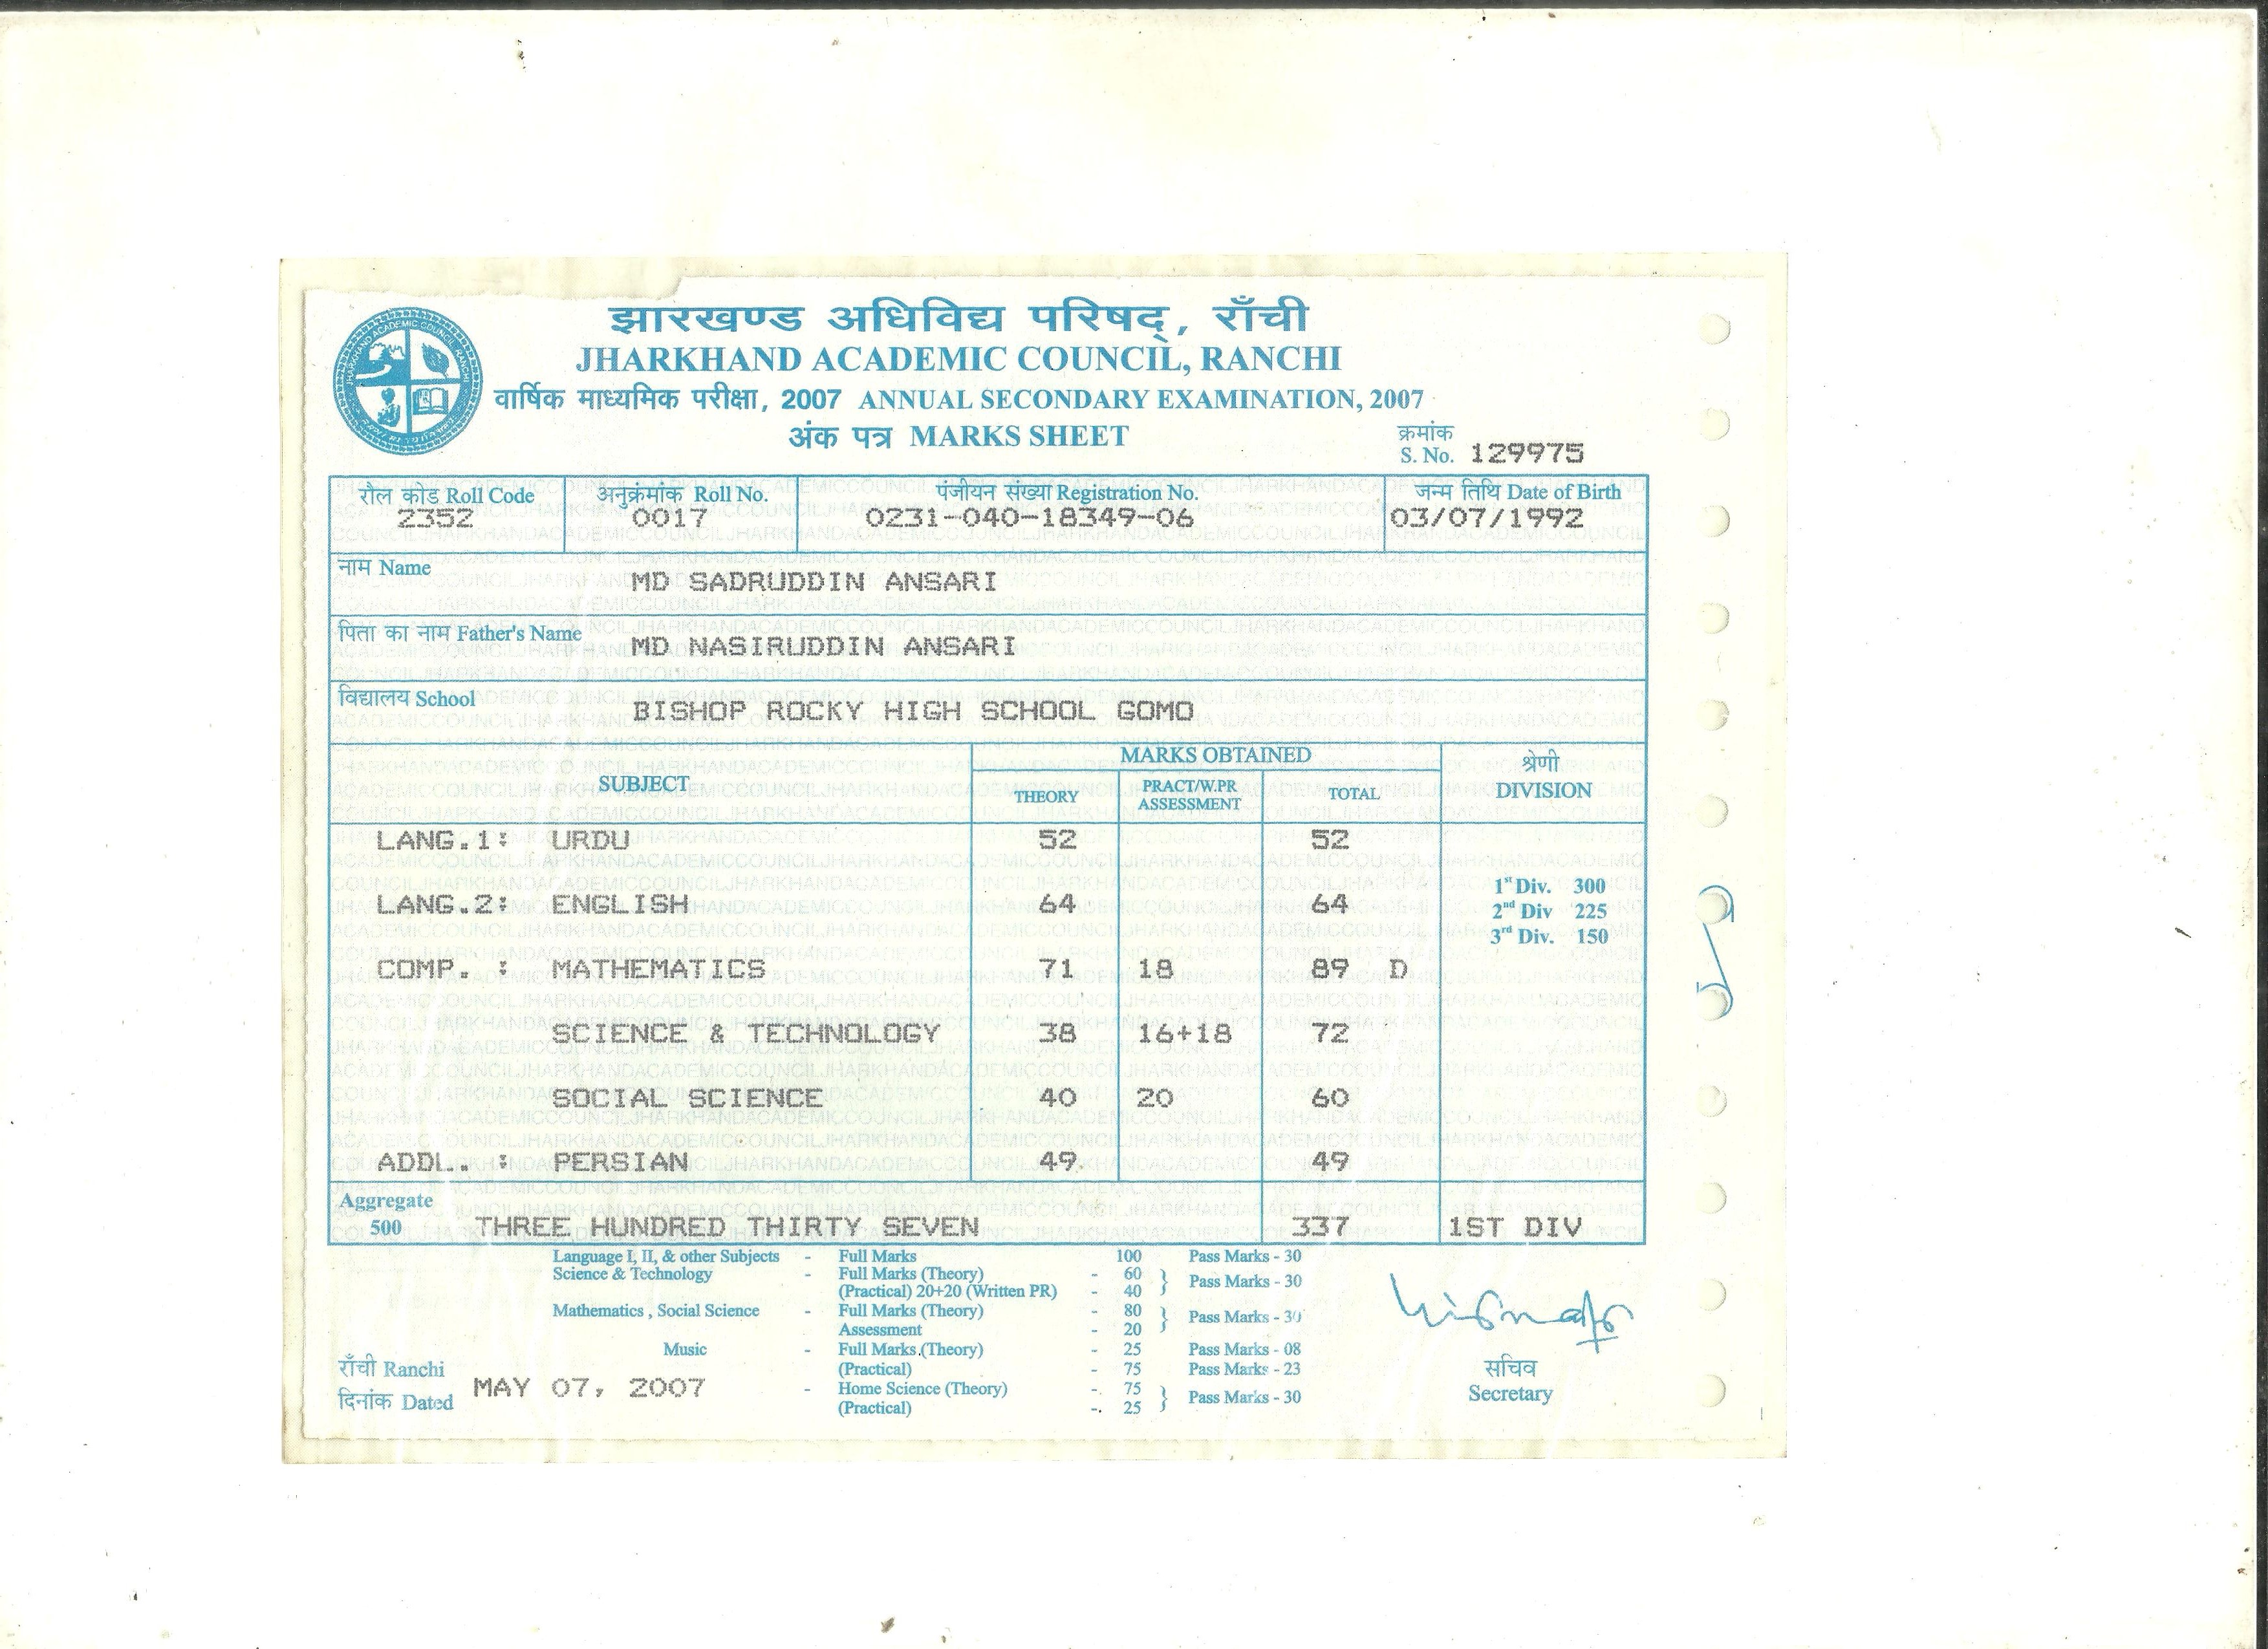 झारखण्ड अधिविद्य परिषद्, राँची
JHARKHAND ACADEMIC COUNCIL, RANCHI
वार्षिक माध्यमिक परीक्षा, 2007 ANNUAL SECONDARY EXAMINATION, 2007
अंक पत्र MARKS SHEET
क्रमांक
S. No. 129975
रौल कोड Roll Code अनुक्रंमांक Roll No. पंजीयन संख्या Registration No. जन्म तिथि Date of Birth
2352 0017 0231-040-18349-06 03/07/1992
नाम Name MD SADRUDDIN ANSARI
पिता का नाम Father's Name MD NASIRUDDIN ANSARI
विद्यालय School BISHOP ROCKY HIGH SCHOOL GOMO
SUBJECT MARKS OBTAINED श्रेणी DIVISION
THEORY PRACT/W.PR ASSESSMENT TOTAL
LANG.1: URDU 52 52
1st Div. 300
LANG.2: ENGLISH 64 64
2nd Div 225
3rd Div. 150
COMP. : MATHEMATICS 71 18 89 D
SCIENCE & TECHNOLOGY 38 16+18 72
SOCIAL SCIENCE 40 20 60
ADDL. : PERSIAN 49 49
Aggregate
500 THREE HUNDRED THIRTY SEVEN 337 1ST DIV
Language I, II, & other Subjects - Full Marks 100 Pass Marks - 30
Science & Technology - Full Marks (Theory) - 60 } Pass Marks - 30
(Practical) 20+20 (Written PR) - 40
Mathematics , Social Science - Full Marks (Theory) - 80 } Pass Marks - 30
Assessment - 20
Music - Full Marks (Theory) - 25 Pass Marks - 08
(Practical) - 75 Pass Marks - 23
- Home Science (Theory) - 75 } Pass Marks - 30
(Practical) - 25
राँची Ranchi
दिनांक Dated MAY 07, 2007
सचिव
Secretary